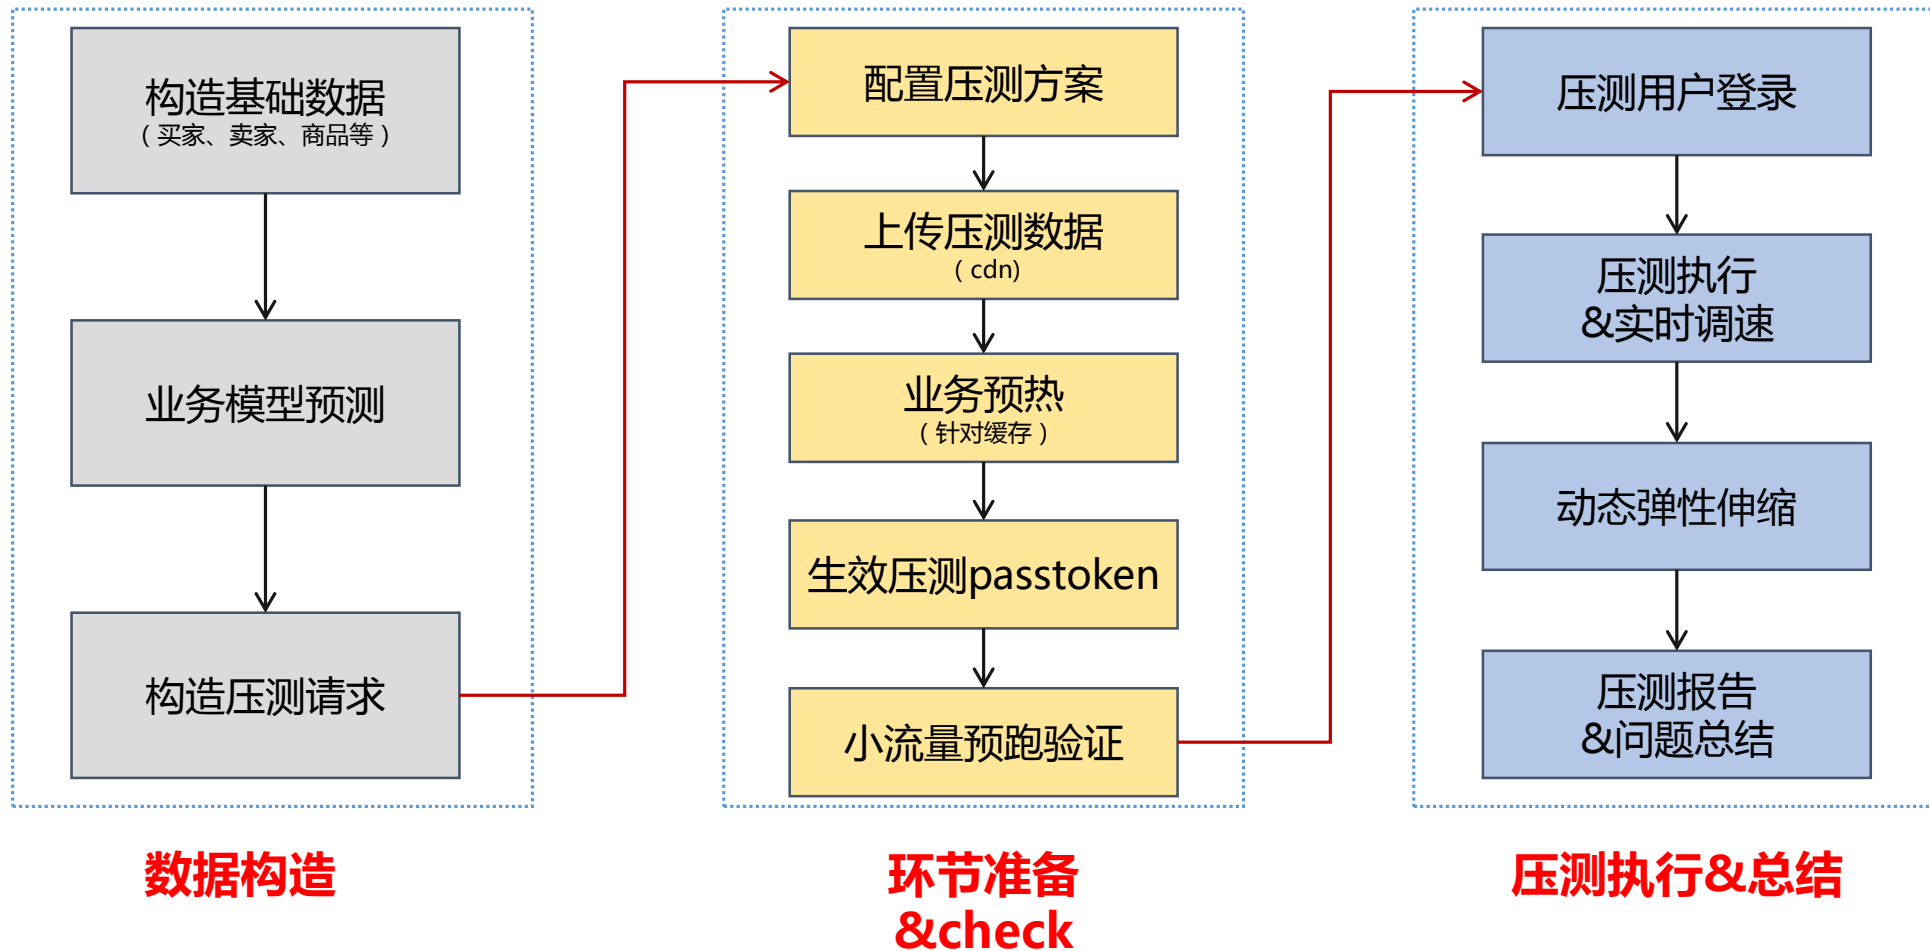 构造基础数据
（买家、卖家、商品等）
业务模型预测
构造压测请求
数据构造
配置压测方案
上传压测数据
（cdn)
业务预热
（针对缓存）
生效压测passtoken
小流量预跑验证
环节准备
&check
压测用户登录
压测执行
&实时调速
动态弹性伸缩
压测报告
&问题总结
压测执行&总结